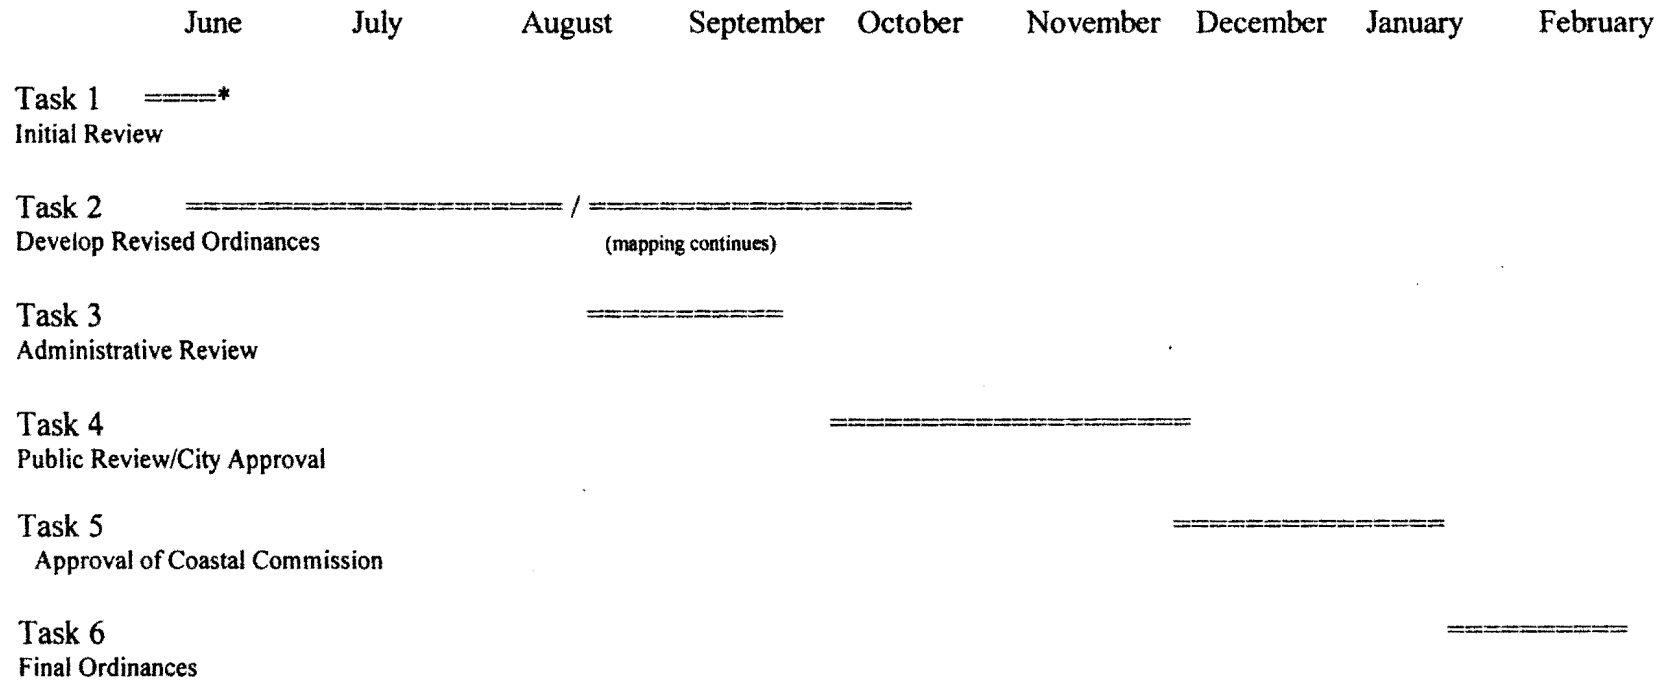 June July August September October November December January February
Task 1 ====*
Initial Review
Task 2 ===================== / ==================
Develop Revised Ordinances (mapping continues)
Task 3 ===========
Administrative Review
Task 4 ====================
Public Review/City Approval
Task 5 ===============
Approval of Coastal Commission
Task 6 ==========
Final Ordinances